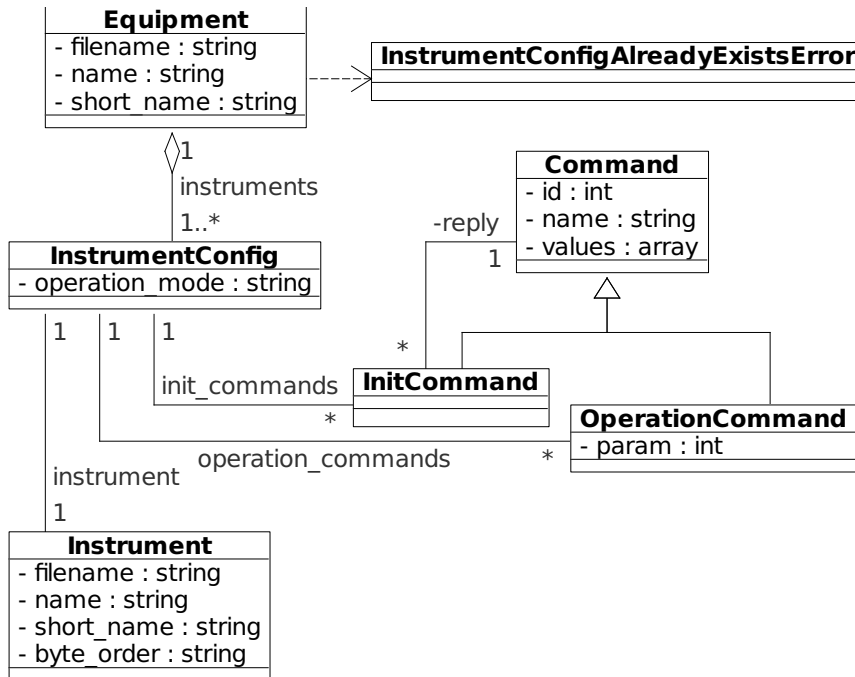 Equipment
- filename : string
- name : string
- short_name : string
InstrumentConfigAlreadyExistsError
1
instruments
1..*
Command
- id : int
- name : string
- values : array
-reply
1
InstrumentConfig
- operation_mode : string
1
1
1
*
init_commands
*
InitCommand
OperationCommand
- param : int
operation_commands
*
instrument
1
Instrument
- filename : string
- name : string
- short_name : string
- byte_order : string